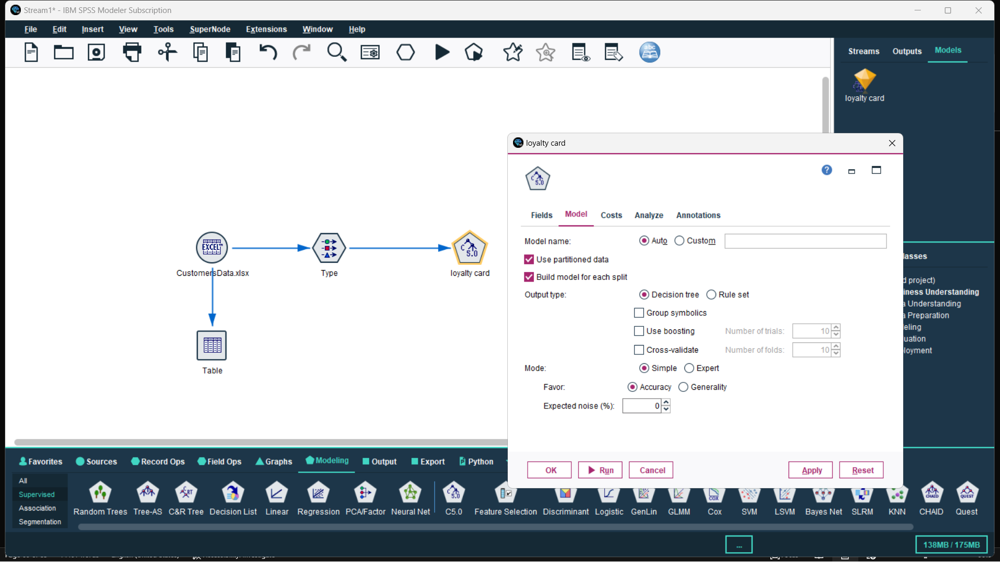 Stream1* - IBM SPSS Modeler Subscription
File Edit Insert View Tools SuperNode Extensions Window Help
abc
Streams Outputs Models
loyalty card
loyalty card
C 5.0
Fields Model Costs Analyze Annotations
Model name: Auto Custom
Use partitioned data
Build model for each split
Output type: Decision tree Rule set
Group symbolics
Use boosting Number of trials: 10
Cross-validate Number of folds: 10
Mode: Simple Expert
Favor: Accuracy Generality
Expected noise (%): 0
OK Run Cancel Apply Reset
EXCEL™
CustomersData.xlsx
Type
C 5.0
loyalty card
Table
lasses
d project)
iness Understanding
a Understanding
a Preparation
eling
uation
loyment
Favorites Sources Record Ops Field Ops Graphs Modeling Output Export Python
All
Supervised
Association
Segmentation
Random Trees Tree-AS C&R Tree Decision List Linear Regression PCA/Factor Neural Net C5.0 Feature Selection Discriminant Logistic GenLin GLMM Cox SVM LSVM Bayes Net SLRM KNN CHAID Quest
...
138MB / 175MB